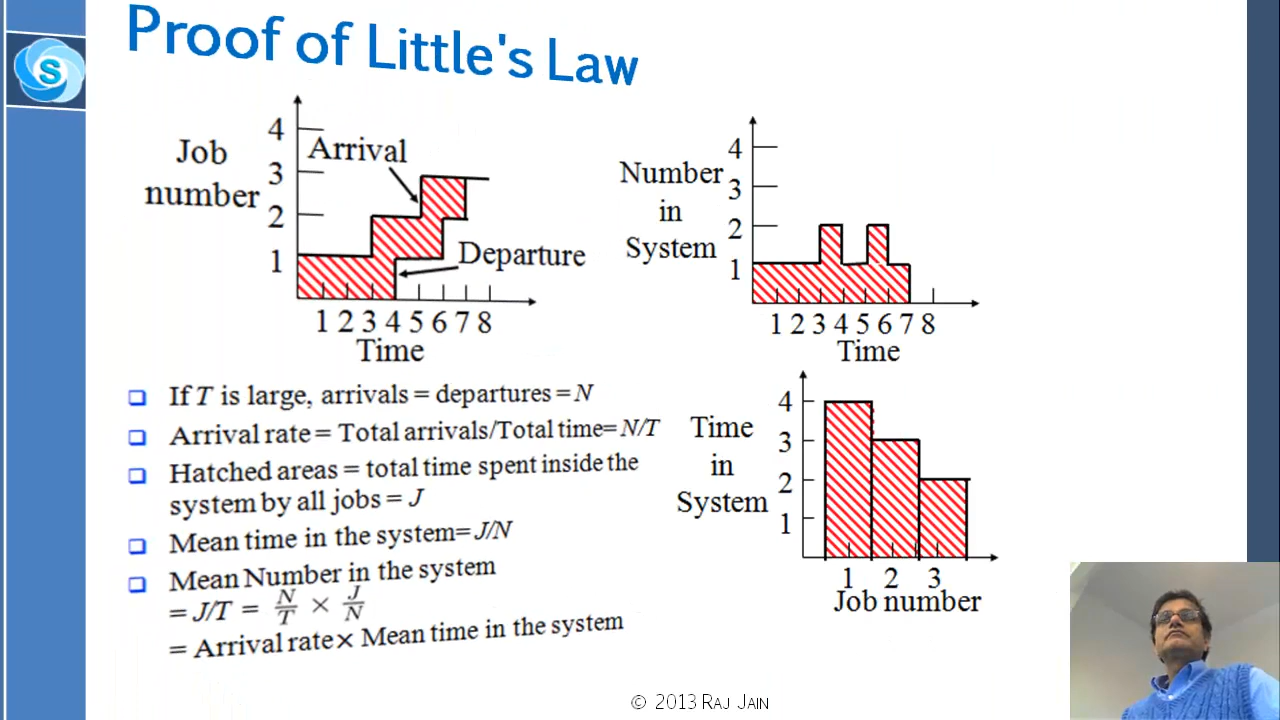 Proof of Little's Law
S
Job
number
4
3
2
1
Arrival
Departure
1 2 3 4 5 6 7 8
Time
Number
in
System
4
3
2
1
1 2 3 4 5 6 7 8
Time
If T is large, arrivals = departures = N
Arrival rate = Total arrivals/Total time= N/T
Hatched areas = total time spent inside the
system by all jobs = J
Mean time in the system= J/N
Mean Number in the system
= J/T = N/T × J/N
= Arrival rate× Mean time in the system
Time
in
System
4
3
2
1
1 2 3
Job number
© 2013 RAJ JAIN